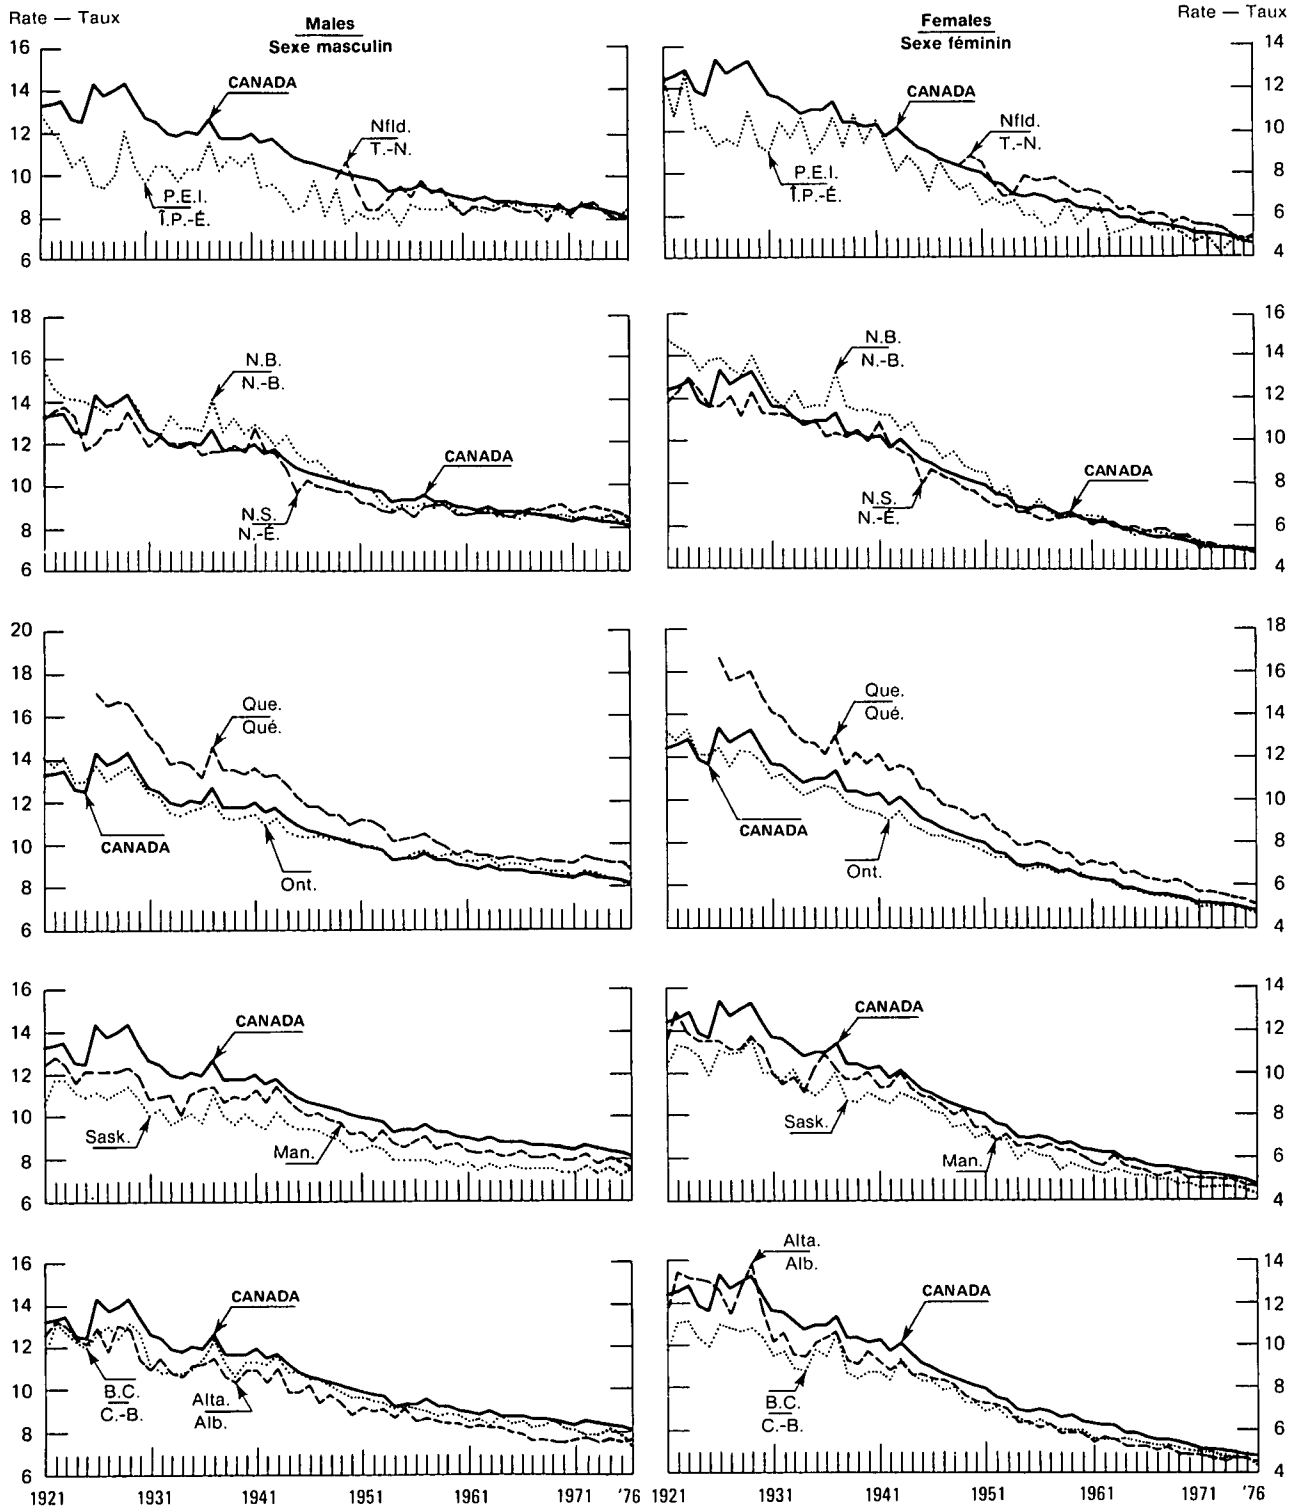 Rate — Taux
Males
Sexe masculin
Females
Sexe féminin
Rate — Taux
16
14
12
10
8
6
CANADA
Nfld.
T.-N.
P.E.I.
Î.P.-É.
CANADA
Nfld.
T.-N.
P.E.I.
Î.P.-É.
14
12
10
8
6
4
18
16
14
12
10
8
6
N.B.
N.-B.
CANADA
N.S.
N.-É.
N.B.
N.-B.
CANADA
N.S.
N.-É.
16
14
12
10
8
6
4
20
18
16
14
12
10
8
6
Que.
Qué.
CANADA
Ont.
Que.
Qué.
CANADA
Ont.
18
16
14
12
10
8
6
4
16
14
12
10
8
6
CANADA
Sask.
Man.
CANADA
Sask.
Man.
14
12
10
8
6
4
16
14
12
10
8
6
CANADA
B.C.
C.-B.
Alta.
Alb.
Alta.
Alb.
CANADA
B.C.
C.-B.
14
12
10
8
6
4
1921 1931 1941 1951 1961 1971 '76
1921 1931 1941 1951 1961 1971 '76